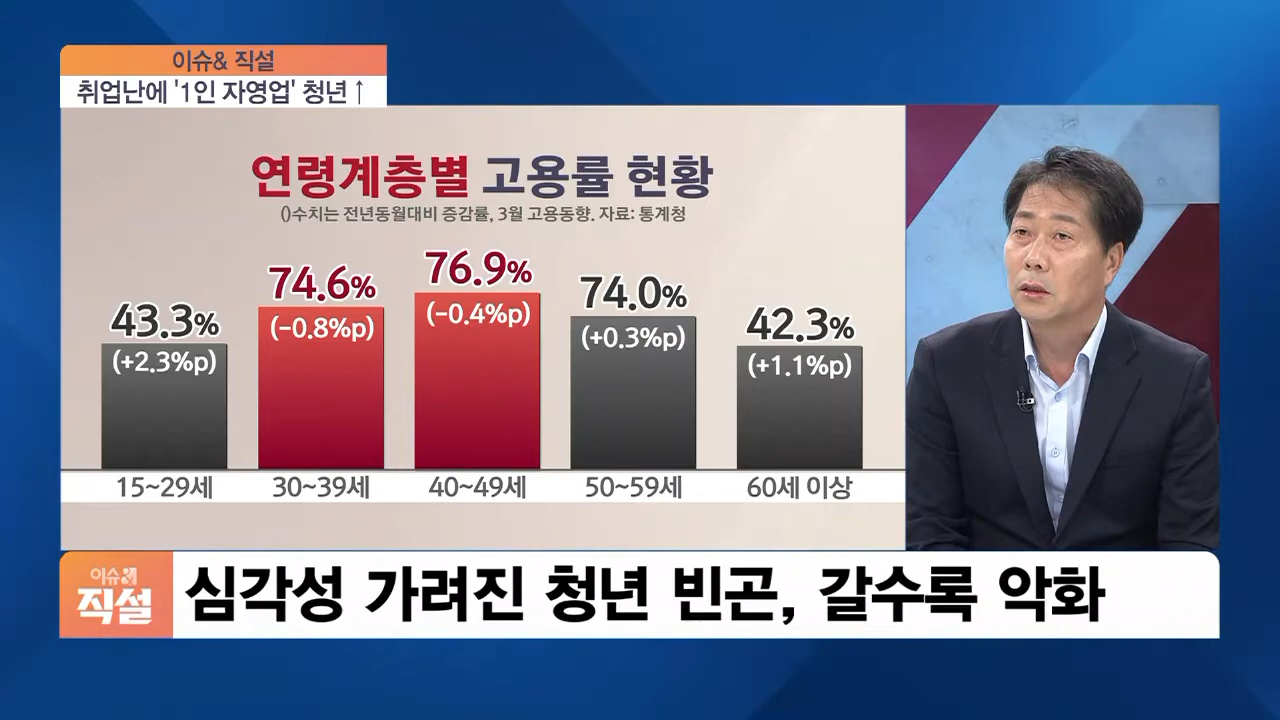 이슈& 직설
취업난에 '1인 자영업' 청년↑
연령계층별 고용률 현황
()수치는 전년동월대비 증감률, 3월 고용동향. 자료: 통계청
43.3%
(+2.3%p)
74.6%
(-0.8%p)
76.9%
(-0.4%p)
74.0%
(+0.3%p)
42.3%
(+1.1%p)
15~29세
30~39세
40~49세
50~59세
60세 이상
이슈&
직설
심각성 가려진 청년 빈곤, 갈수록 악화